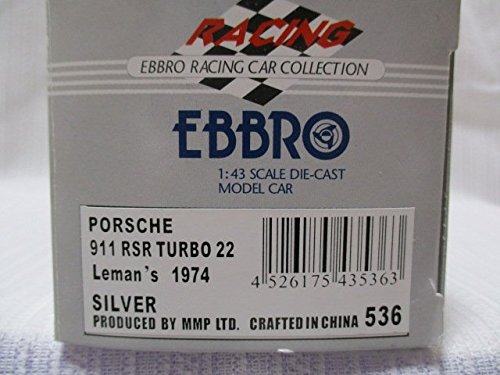 RACING
EBBRO RACING CAR COLLECTION
EBBRO
1:43 SCALE DIE-CAST
MODEL CAR
PORSCHE
911 RSR TURBO 22
Leman's 1974
4 526175 435363
SILVER
PRODUCED BY MMP LTD. CRAFTED IN CHINA 536